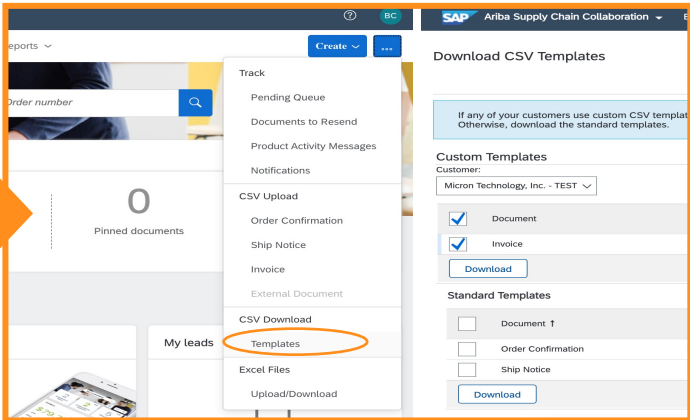 BC
eports
Create
...
Order number
0
Pinned documents
My leads
Track
Pending Queue
Documents to Resend
Product Activity Messages
Notifications
CSV Upload
Order Confirmation
Ship Notice
Invoice
External Document
CSV Download
Templates
Excel Files
Upload/Download
SAP Ariba Supply Chain Collaboration
Download CSV Templates
If any of your customers use custom CSV templat
Otherwise, download the standard templates.
Custom Templates
Customer:
Micron Technology, Inc. - TEST
Document
Invoice
Download
Standard Templates
Document ↑
Order Confirmation
Ship Notice
Download